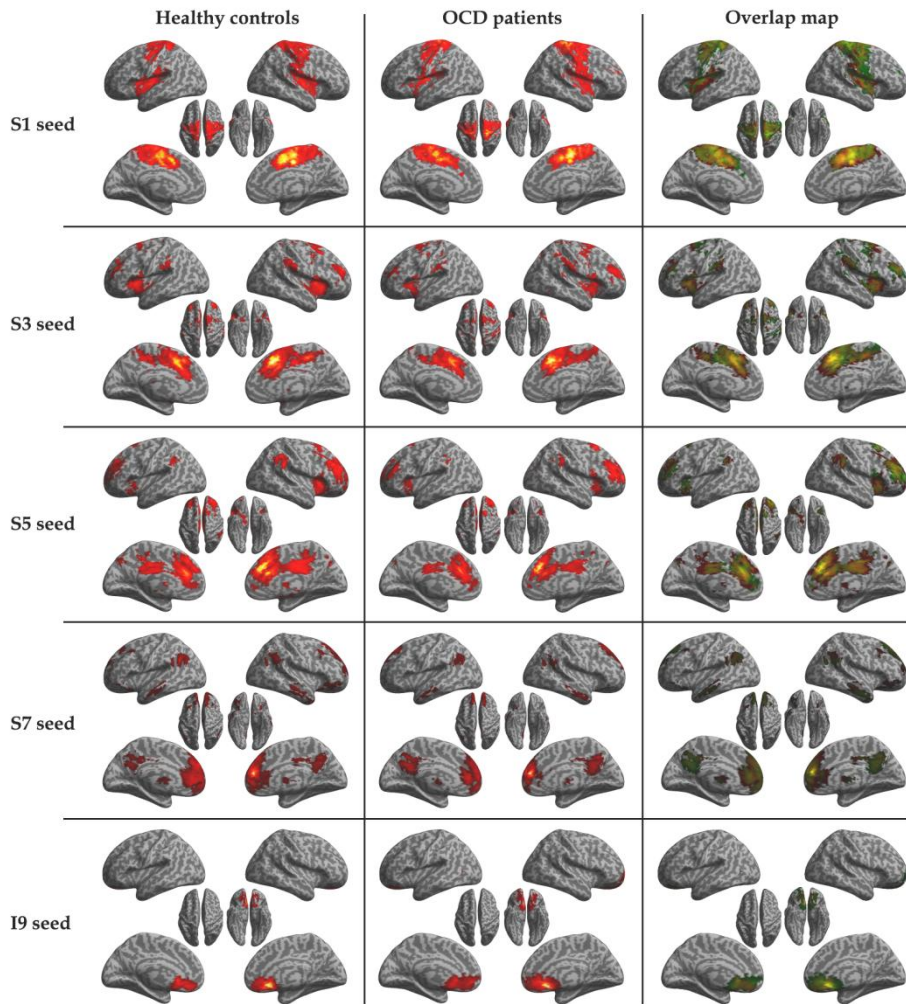 Healthy controls
OCD patients
Overlap map
S1 seed
S3 seed
S5 seed
S7 seed
I9 seed